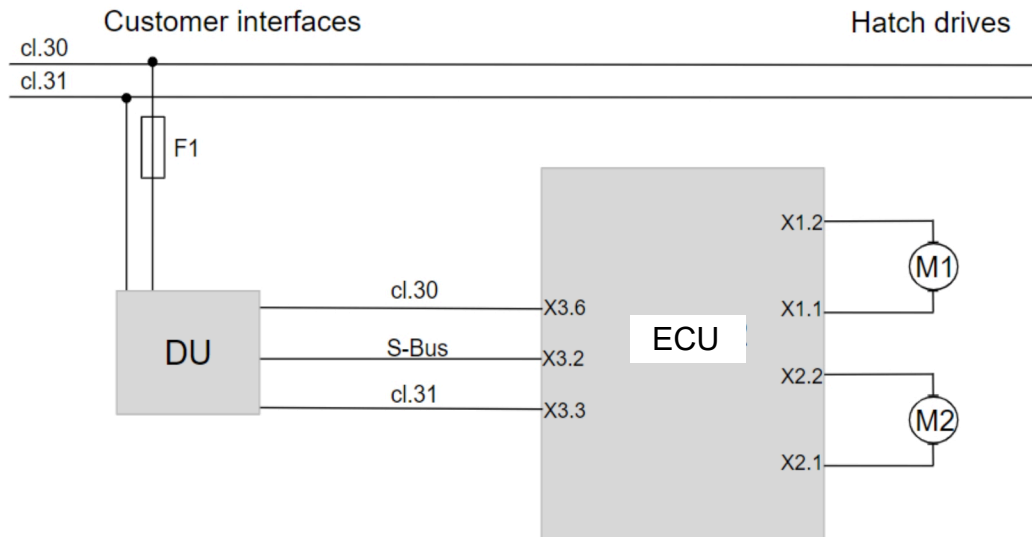 Customer interfaces
Hatch drives
cl.30
cl.31
F1
X1.2
M1
cl.30
X3.6
X1.1
DU
S-Bus
X3.2
ECU
X2.2
cl.31
X3.3
M2
X2.1